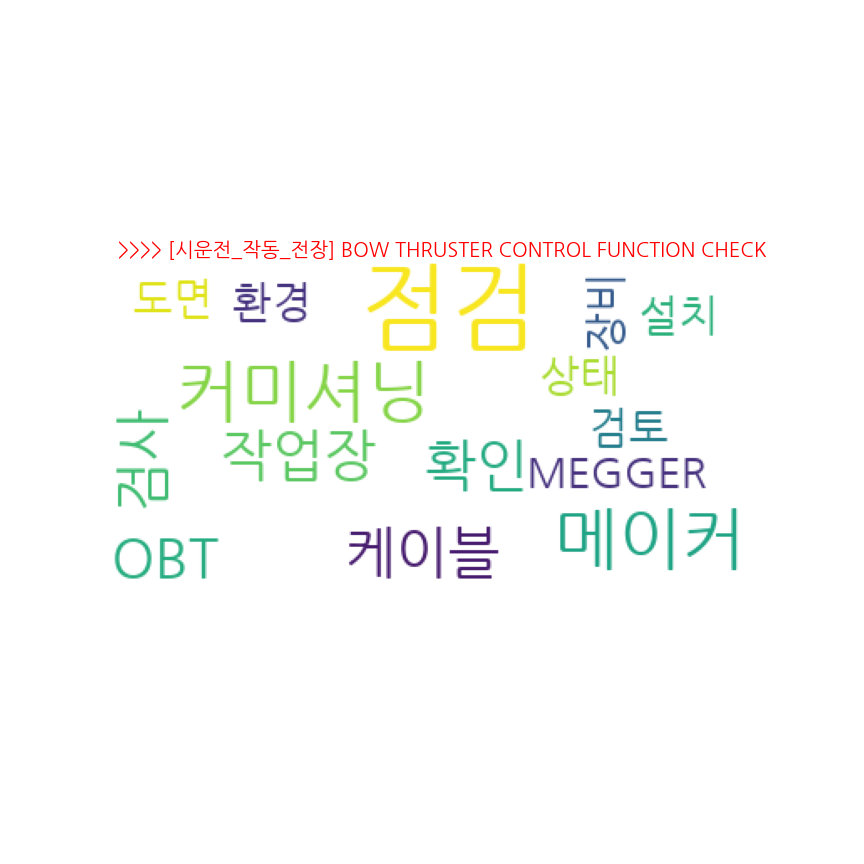 >>>> [시운전_작동_전장] BOW THRUSTER CONTROL FUNCTION CHECK
도면 환경 점검 장비 설치
커미셔닝 상태
검사 작업장 확인 검토
MEGGER
OBT 케이블 메이커